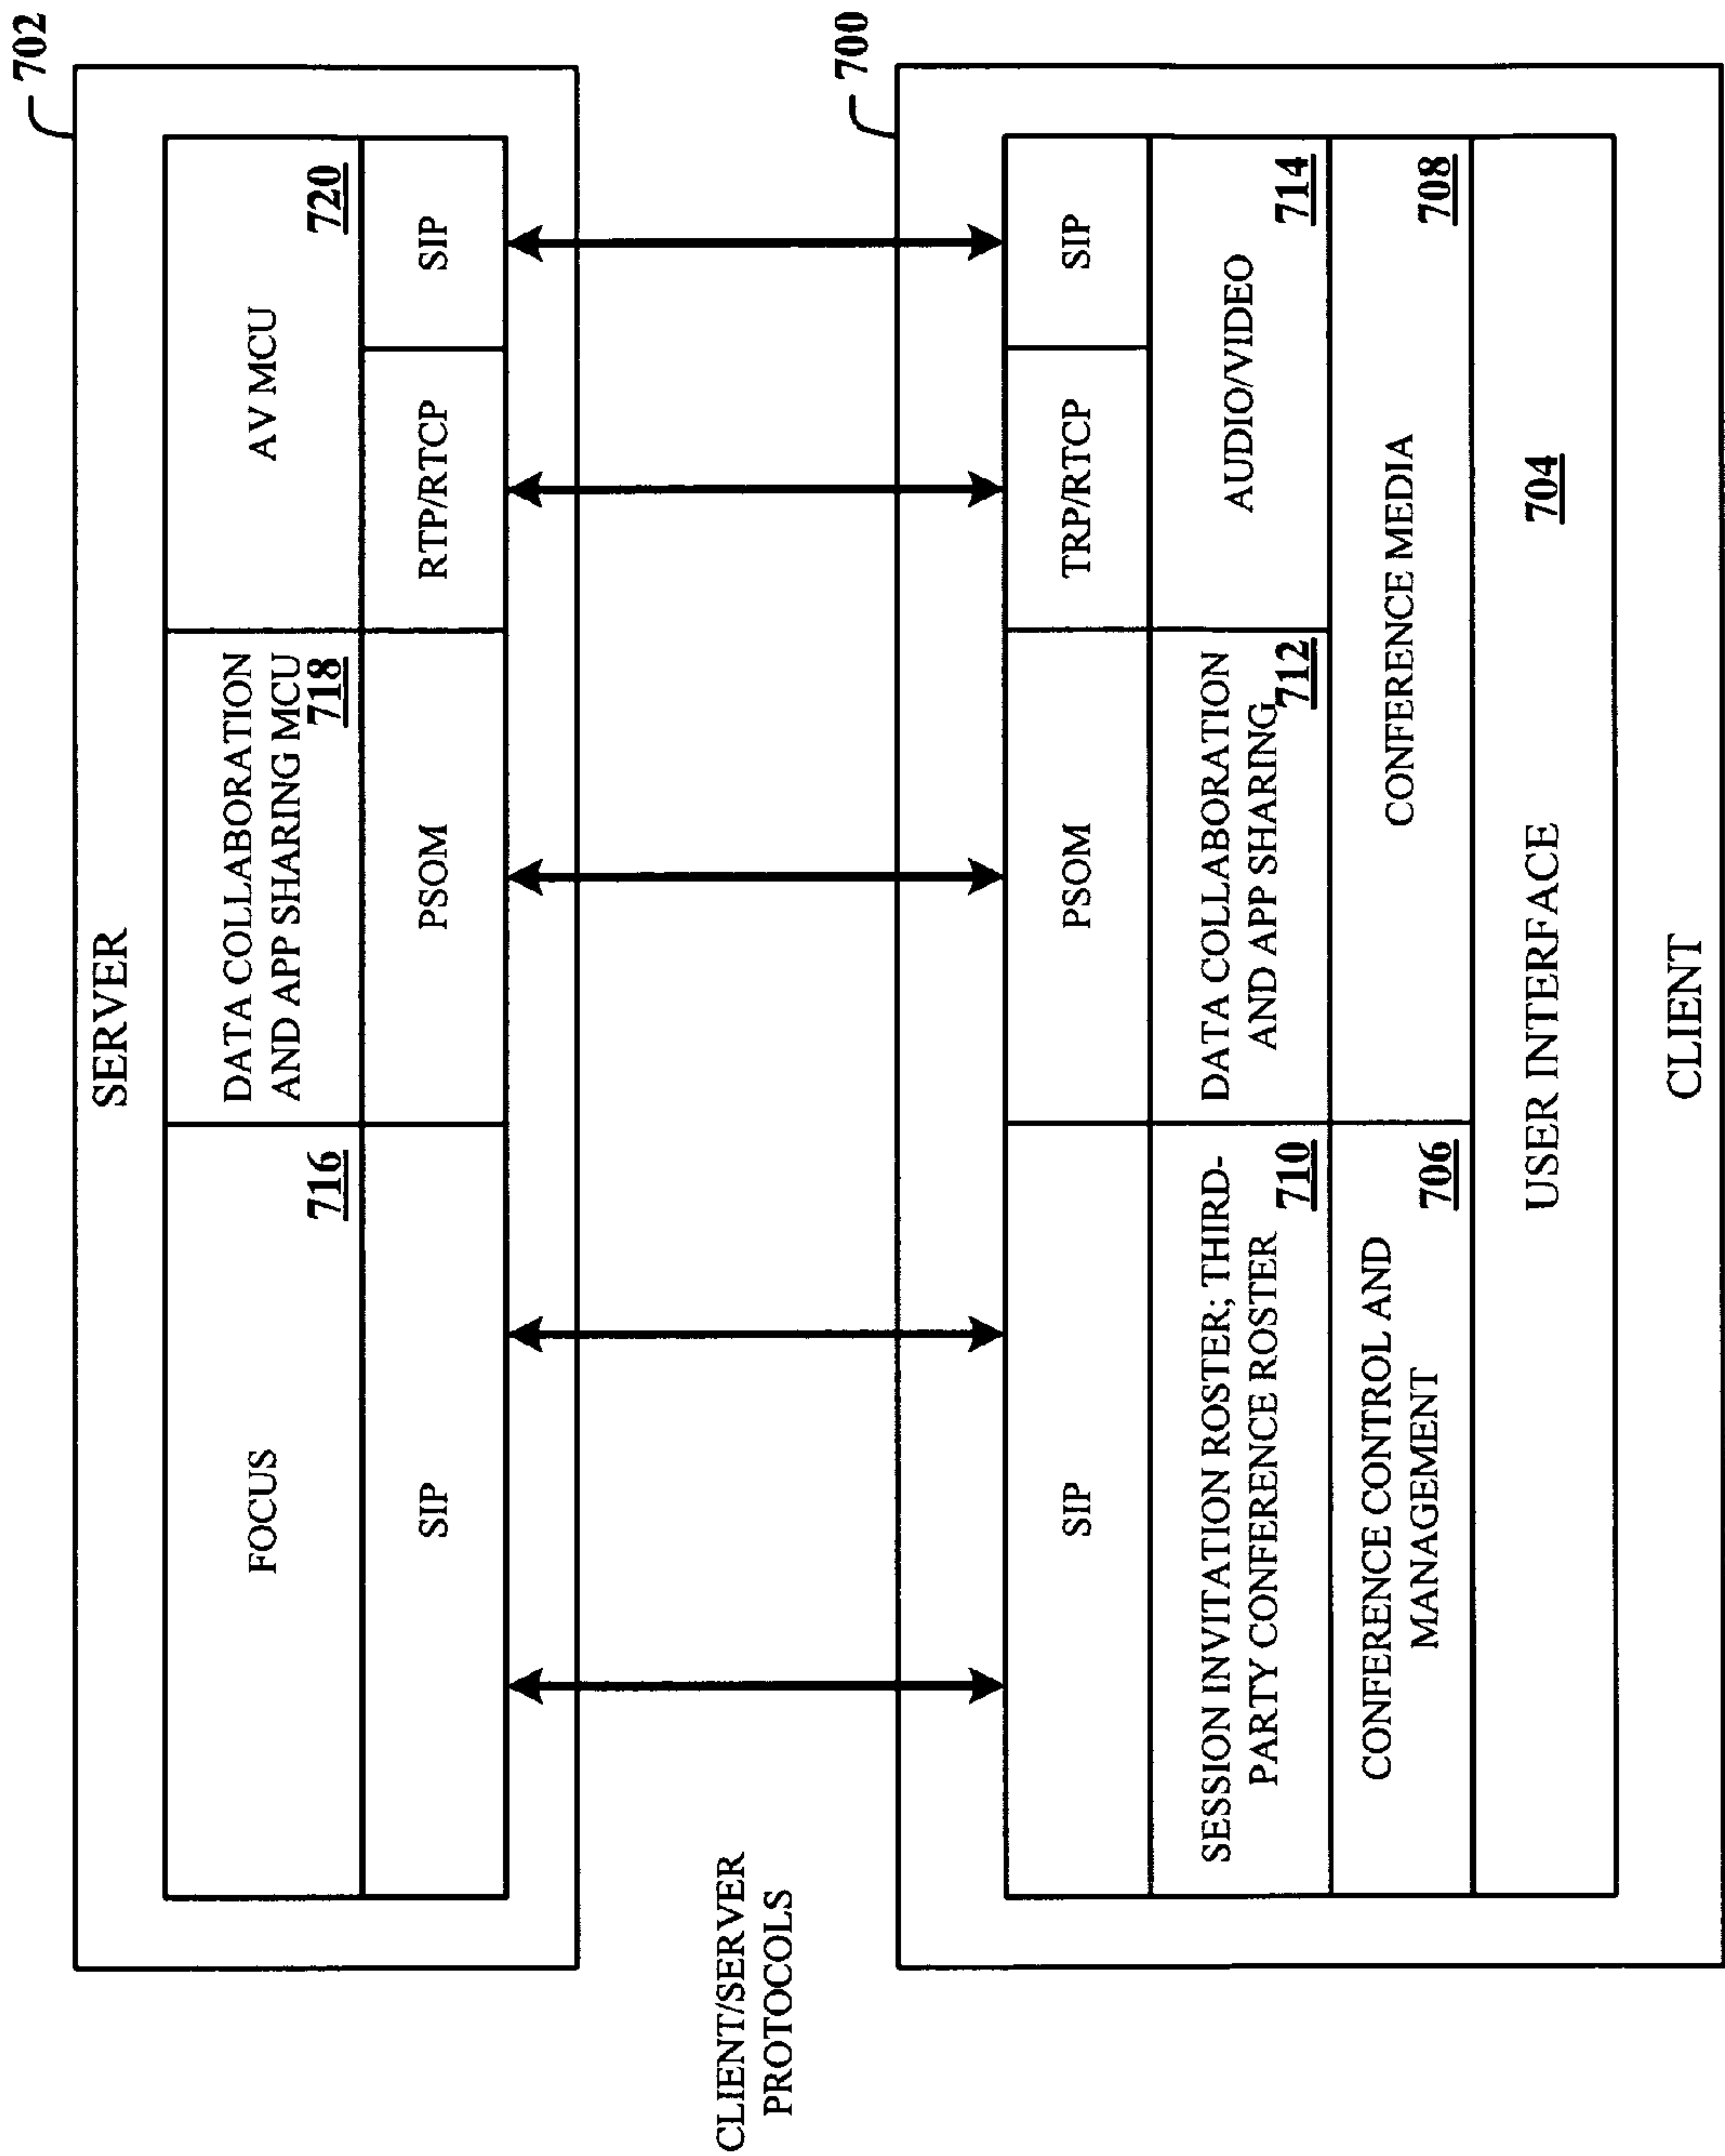 702
SERVER
FOCUS
716
DATA COLLABORATION
AND APP SHARING MCU
718
AV MCU
720
SIP
PSOM
RTP/RTCP
SIP
CLIENT/SERVER
PROTOCOLS
700
SIP
PSOM
TRP/RTCP
SIP
SESSION INVITATION ROSTER; THIRD-
PARTY CONFERENCE ROSTER
710
DATA COLLABORATION
AND APP SHARING
712
AUDIO/VIDEO
714
CONFERENCE CONTROL AND
MANAGEMENT
706
CONFERENCE MEDIA
708
USER INTERFACE
704
CLIENT